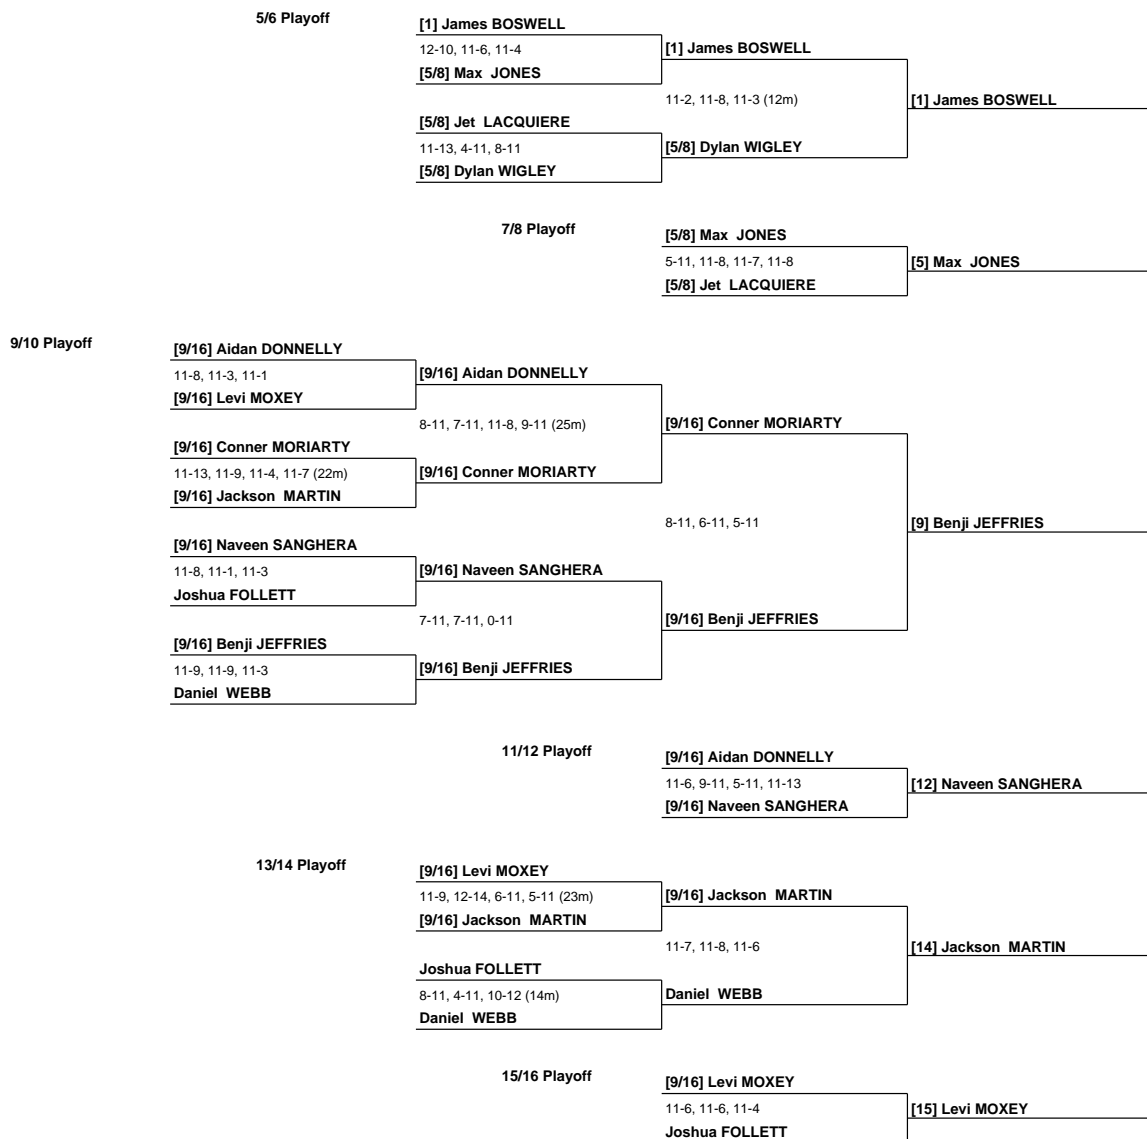 5/6 Playoff
[1] James BOSWELL
12-10, 11-6, 11-4
[1] James BOSWELL
[5/8] Max JONES
11-2, 11-8, 11-3 (12m)
[1] James BOSWELL
[5/8] Jet LACQUIERE
11-13, 4-11, 8-11
[5/8] Dylan WIGLEY
[5/8] Dylan WIGLEY
7/8 Playoff
[5/8] Max JONES
5-11, 11-8, 11-7, 11-8
[5] Max JONES
[5/8] Jet LACQUIERE
9/10 Playoff
[9/16] Aidan DONNELLY
11-8, 11-3, 11-1
[9/16] Aidan DONNELLY
[9/16] Levi MOXEY
8-11, 7-11, 11-8, 9-11 (25m)
[9/16] Conner MORIARTY
[9/16] Conner MORIARTY
11-13, 11-9, 11-4, 11-7 (22m)
[9/16] Conner MORIARTY
[9/16] Jackson MARTIN
8-11, 6-11, 5-11
[9] Benji JEFFRIES
[9/16] Naveen SANGHERA
11-8, 11-1, 11-3
[9/16] Naveen SANGHERA
Joshua FOLLETT
7-11, 7-11, 0-11
[9/16] Benji JEFFRIES
[9/16] Benji JEFFRIES
11-9, 11-9, 11-3
[9/16] Benji JEFFRIES
Daniel WEBB
11/12 Playoff
[9/16] Aidan DONNELLY
11-6, 9-11, 5-11, 11-13
[12] Naveen SANGHERA
[9/16] Naveen SANGHERA
13/14 Playoff
[9/16] Levi MOXEY
11-9, 12-14, 6-11, 5-11 (23m)
[9/16] Jackson MARTIN
[9/16] Jackson MARTIN
11-7, 11-8, 11-6
[14] Jackson MARTIN
Joshua FOLLETT
8-11, 4-11, 10-12 (14m)
Daniel WEBB
Daniel WEBB
15/16 Playoff
[9/16] Levi MOXEY
11-6, 11-6, 11-4
[15] Levi MOXEY
Joshua FOLLETT